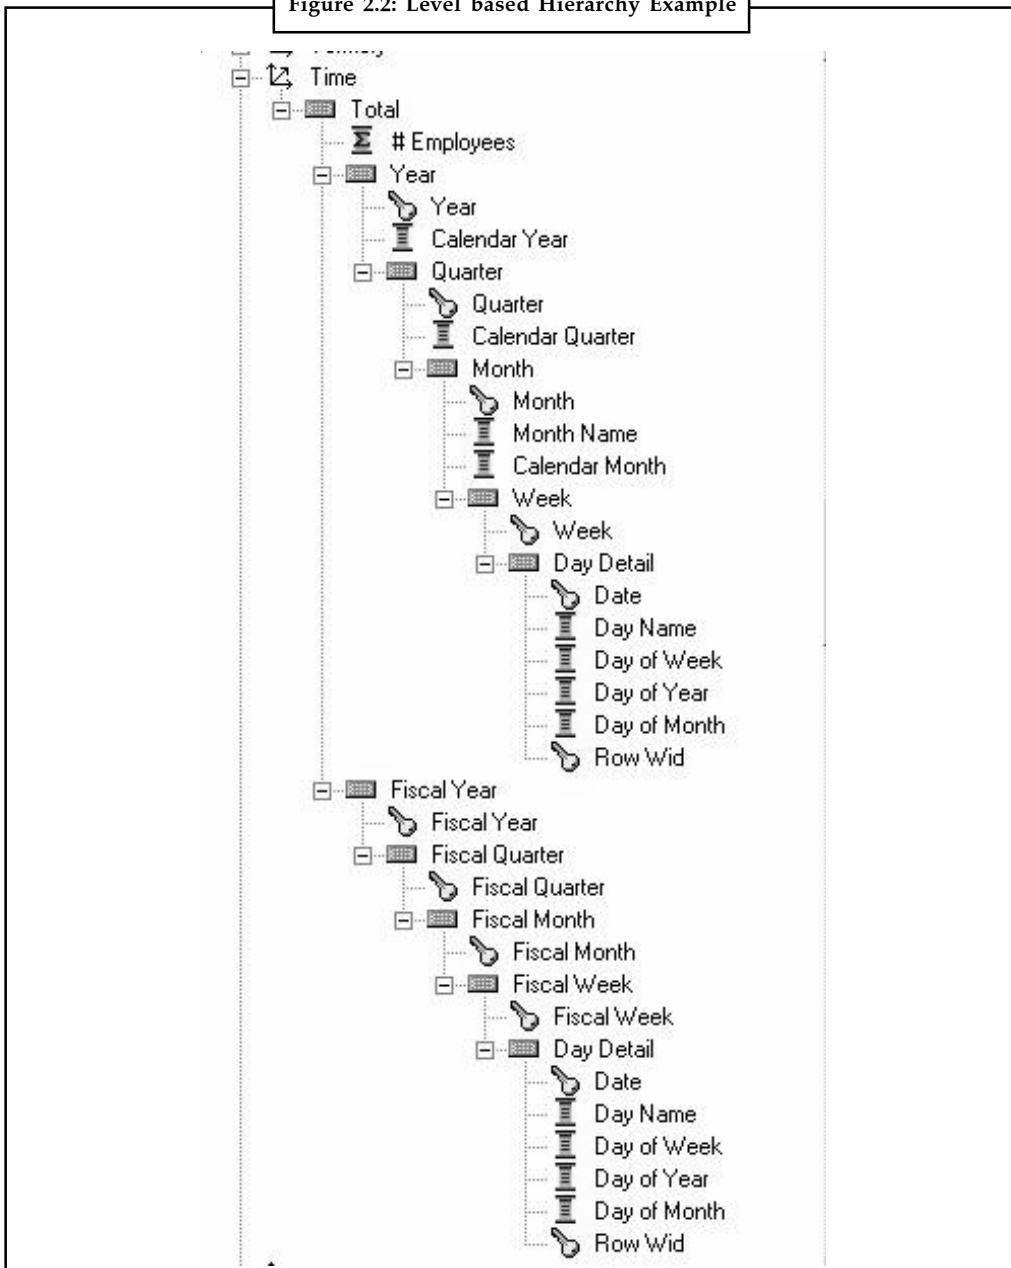 Figure 2.2: Level based Hierarchy Example
Time
Total
# Employees
Year
Year
Calendar Year
Quarter
Quarter
Calendar Quarter
Month
Month
Month Name
Calendar Month
Week
Week
Day Detail
Date
Day Name
Day of Week
Day of Year
Day of Month
Row Wid
Fiscal Year
Fiscal Year
Fiscal Quarter
Fiscal Quarter
Fiscal Month
Fiscal Month
Fiscal Week
Fiscal Week
Day Detail
Date
Day Name
Day of Week
Day of Year
Day of Month
Row Wid